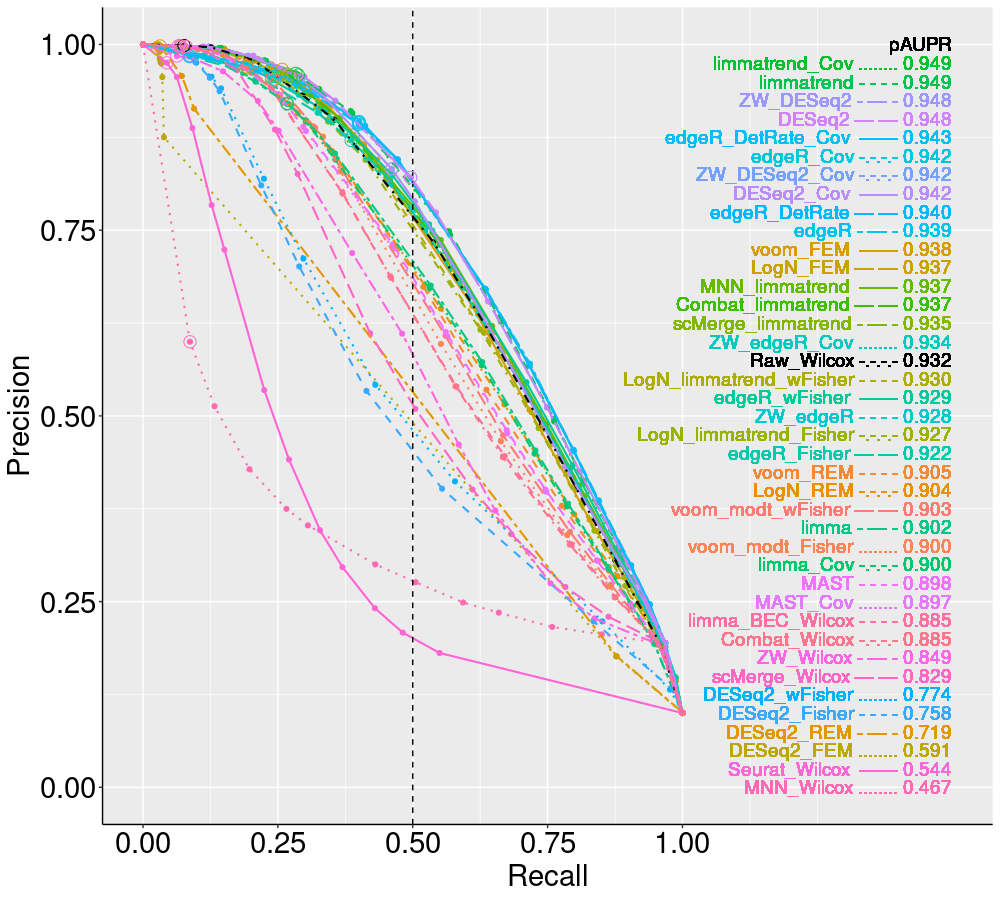 pAUPR
limmatrend_Cov 0.949
limmatrend 0.949
ZW_DESeq2 0.948
DESeq2 0.948
edgeR_DetRate_Cov 0.943
edgeR_Cov 0.942
ZW_DESeq2_Cov 0.942
DESeq2_Cov 0.942
edgeR_DetRate 0.940
edgeR 0.939
voom_FEM 0.938
LogN_FEM 0.937
MNN_limmatrend 0.937
Combat_limmatrend 0.937
scMerge_limmatrend 0.935
ZW_edgeR_Cov 0.934
Raw_Wilcox 0.932
LogN_limmatrend_wFisher 0.930
edgeR_wFisher 0.929
ZW_edgeR 0.928
LogN_limmatrend_Fisher 0.927
edgeR_Fisher 0.922
voom_REM 0.905
LogN_REM 0.904
voom_modt_wFisher 0.903
limma 0.902
voom_modt_Fisher 0.900
limma_Cov 0.900
MAST 0.898
MAST_Cov 0.897
limma_BEC_Wilcox 0.885
Combat_Wilcox 0.885
ZW_Wilcox 0.849
scMerge_Wilcox 0.829
DESeq2_wFisher 0.774
DESeq2_Fisher 0.758
DESeq2_REM 0.719
DESeq2_FEM 0.591
Seurat_Wilcox 0.544
MNN_Wilcox 0.467
1.00
0.75
0.50
0.25
0.00
Precision
0.00 0.25 0.50 0.75 1.00
Recall